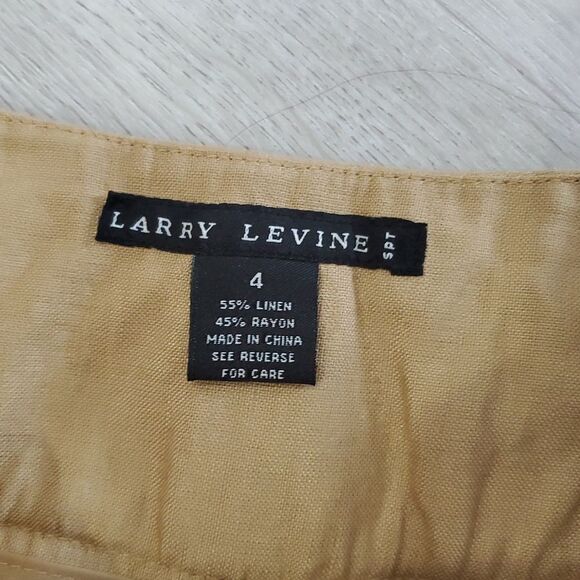 LARRY LEVINE SPT
4
55% LINEN
45% RAYON
MADE IN CHINA
SEE REVERSE
FOR CARE